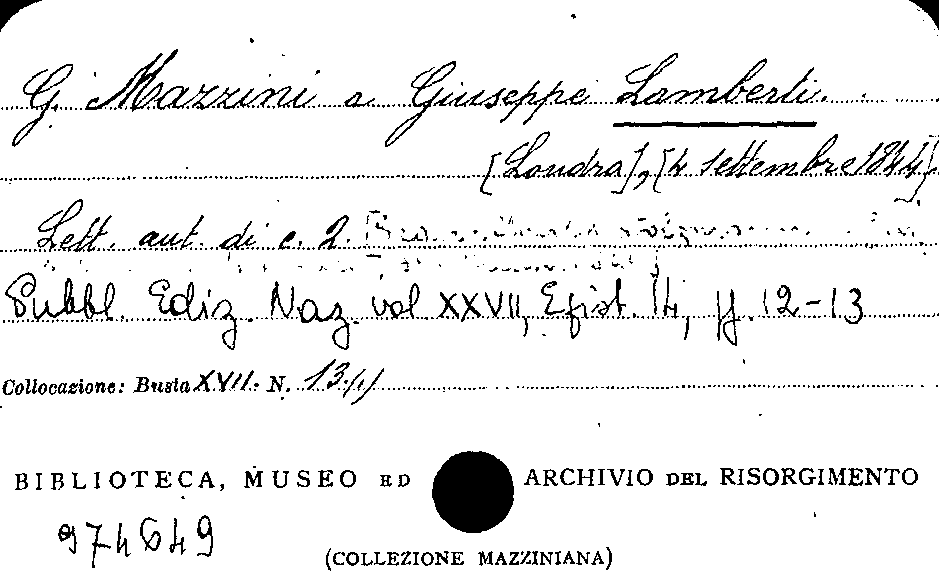 G. Mazzini a Giuseppe Lamberti.
[Londra], [4 settembre 1844].
Lett. aut. di c. 2.
Pubbl. Ediz. Naz. vol XXVII, Epist. 14, pp. 12-13
Collocazione: Busta XVII. N. 13
BIBLIOTECA, MUSEO ED ARCHIVIO DEL RISORGIMENTO
974649
(COLLEZIONE MAZZINIANA)